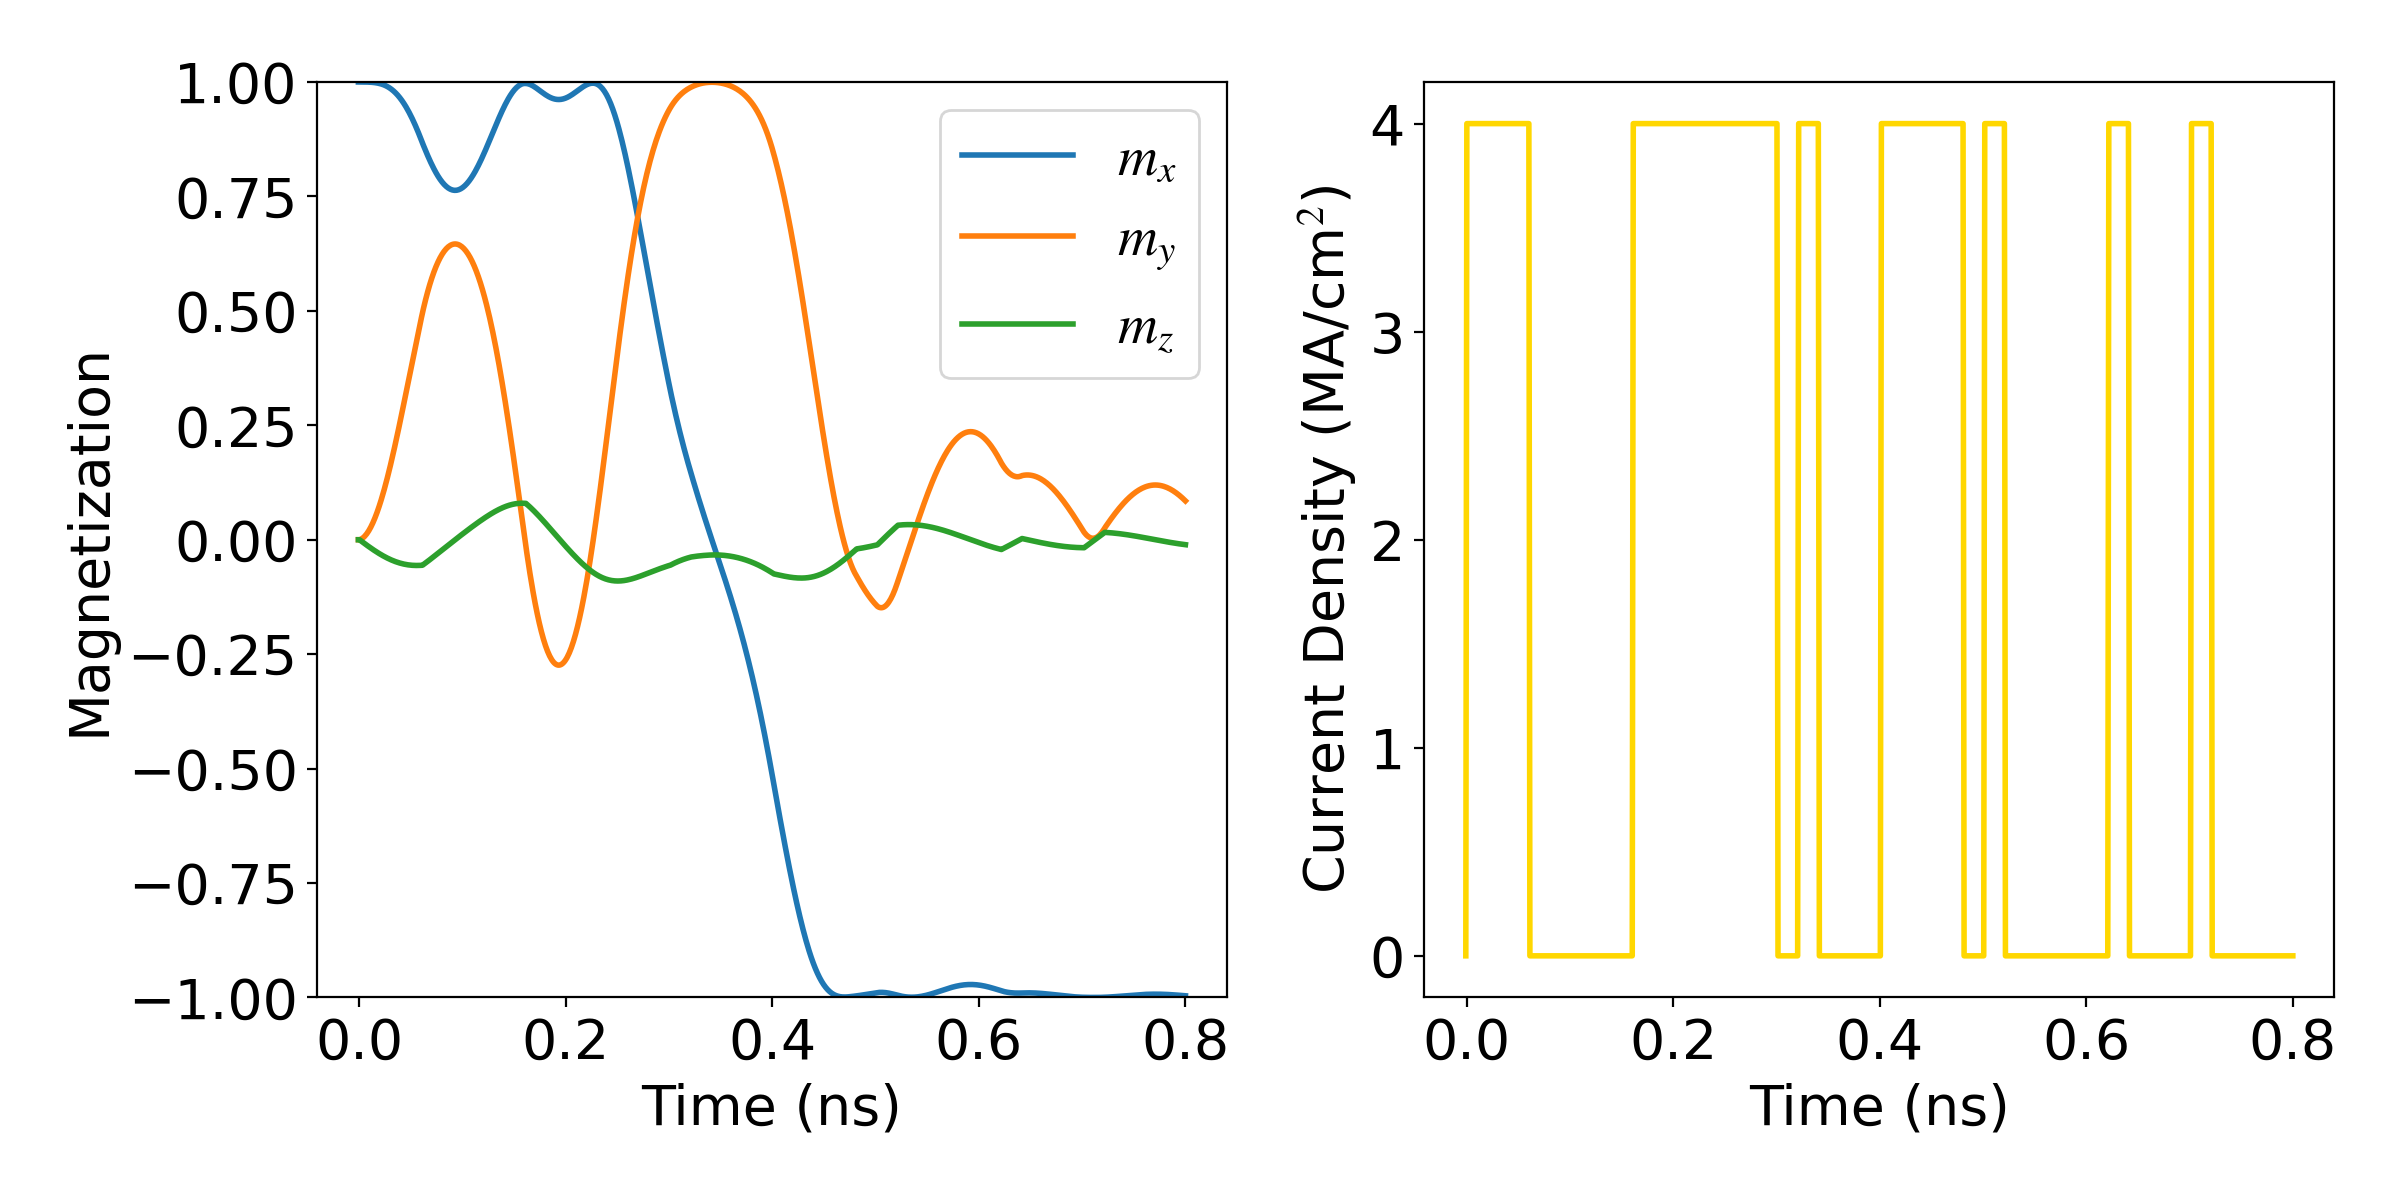 Magnetization
1.00
0.75
0.50
0.25
0.00
−0.25
−0.50
−0.75
−1.00
0.0 0.2 0.4 0.6 0.8
Time (ns)
mₓ
m_y
m_z
Current Density (MA/cm²)
4
3
2
1
0
0.0 0.2 0.4 0.6 0.8
Time (ns)